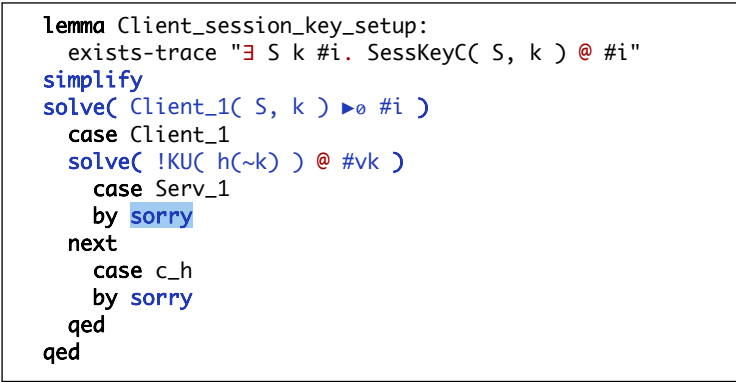 lemma Client_session_key_setup:
  exists-trace "∃ S k #i. SessKeyC( S, k ) @ #i"
simplify
solve( Client_1( S, k ) ▶₀ #i )
  case Client_1
  solve( !KU( h(~k) ) @ #vk )
    case Serv_1
    by sorry
  next
    case c_h
    by sorry
  qed
qed